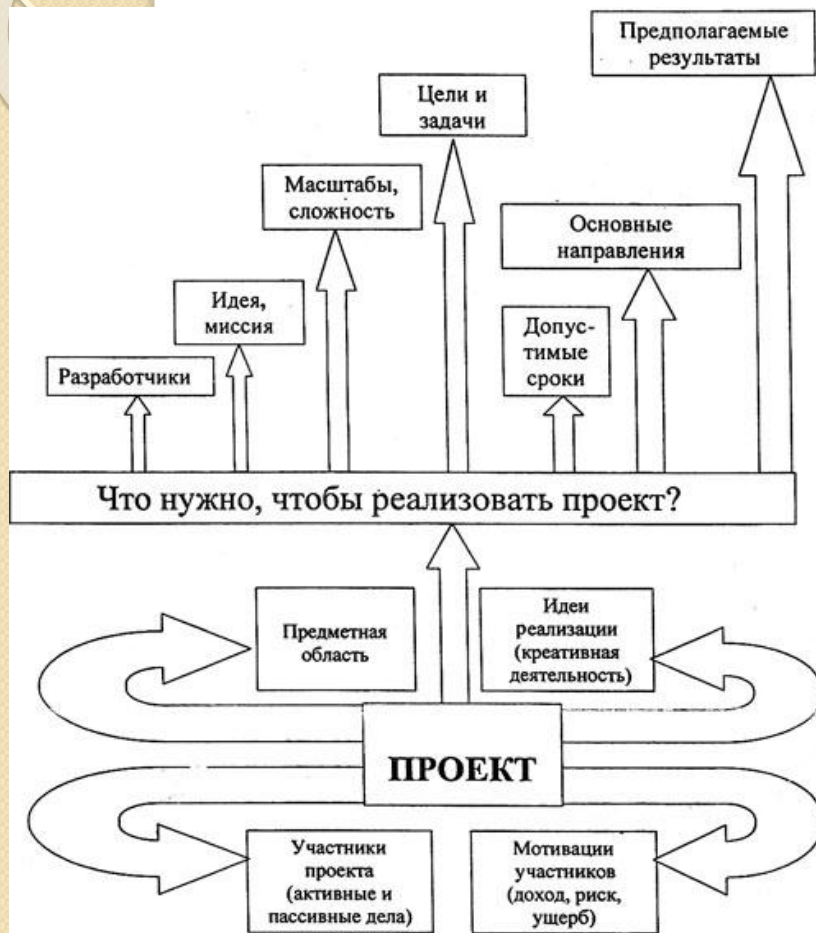 Предполагаемые
результаты
Цели и
задачи
Масштабы,
сложность
Основные
направления
Идея,
миссия
Допус-
тимые
сроки
Разработчики
Что нужно, чтобы реализовать проект?
Предметная
область
Идеи
реализации
(креативная
деятельность)
ПРОЕКТ
Участники
проекта
(активные и
пассивные дела)
Мотивации
участников
(доход, риск,
ущерб)